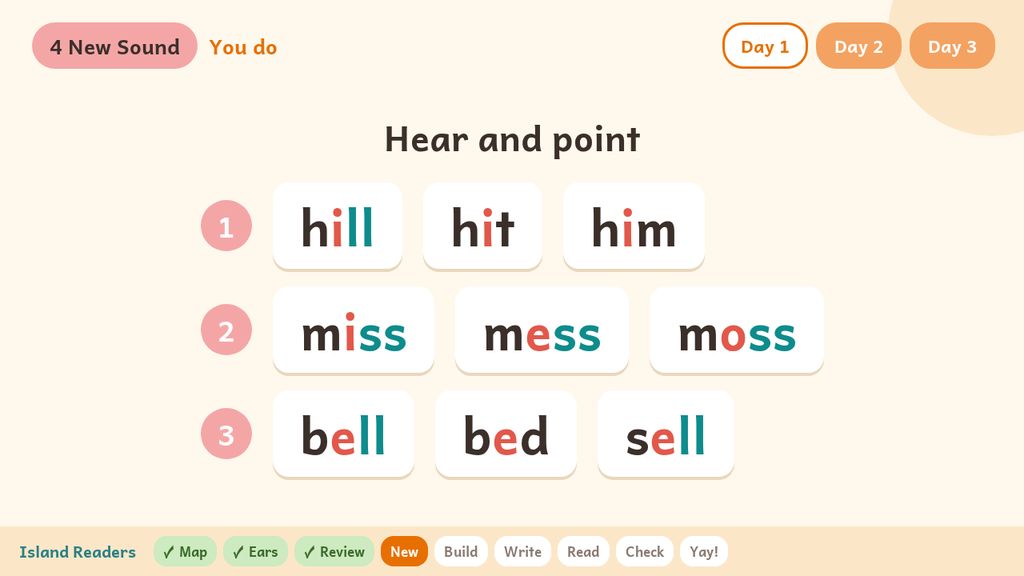 4 New Sound You do Day 1 Day 2 Day 3
Hear and point
1 hill hit him
2 miss mess moss
3 bell bed sell
Island Readers ✓ Map ✓ Ears ✓ Review New Build Write Read Check Yay!